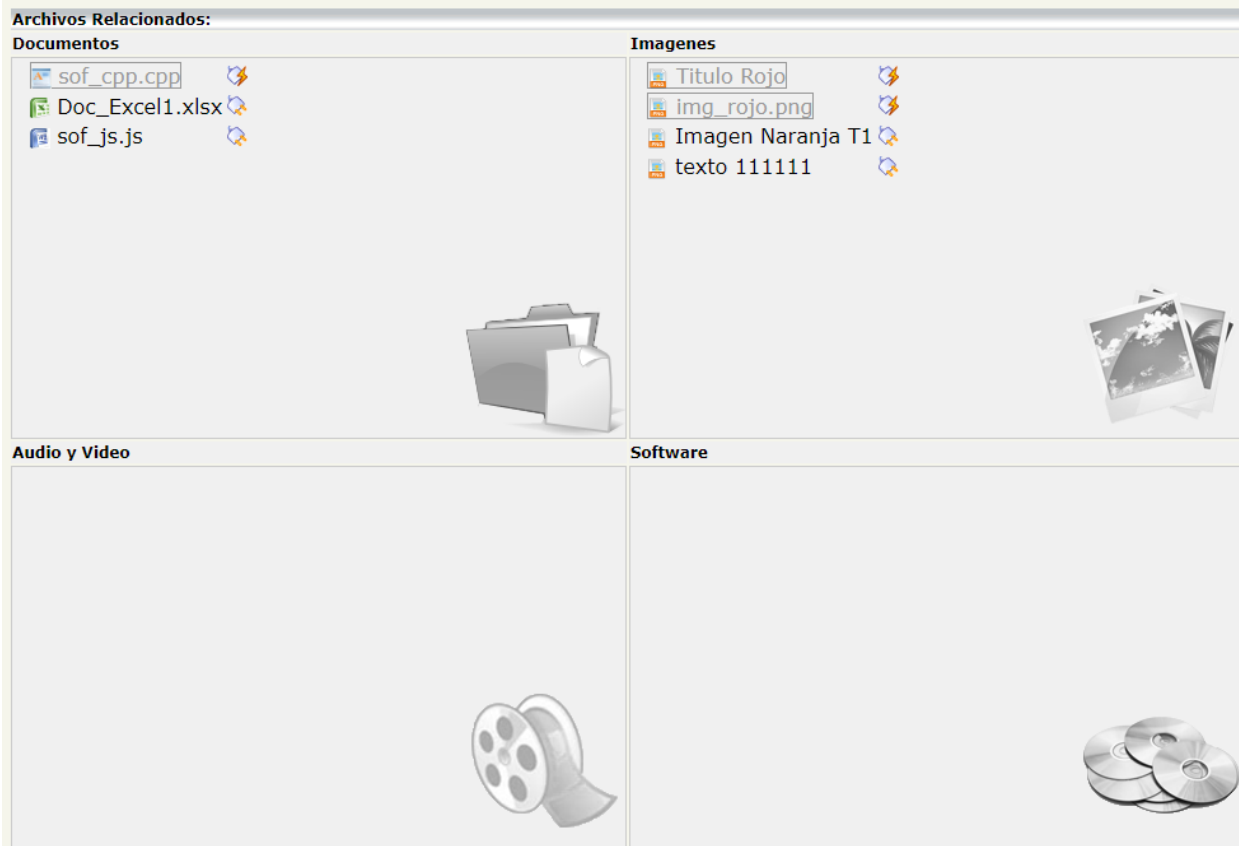 Archivos Relacionados:
Documentos
sof_cpp.cpp
Doc_Excel1.xlsx
sof_js.js
Imagenes
Titulo Rojo
img_rojo.png
Imagen Naranja T1
texto 111111
Audio y Video
Software